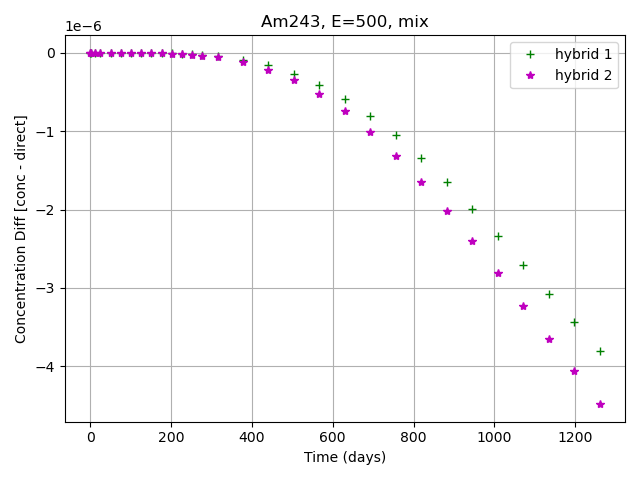 Am243, E=500, mix
1e−6
hybrid 1
hybrid 2
0
−1
−2
−3
−4
Concentration Diff [conc - direct]
0 200 400 600 800 1000 1200
Time (days)